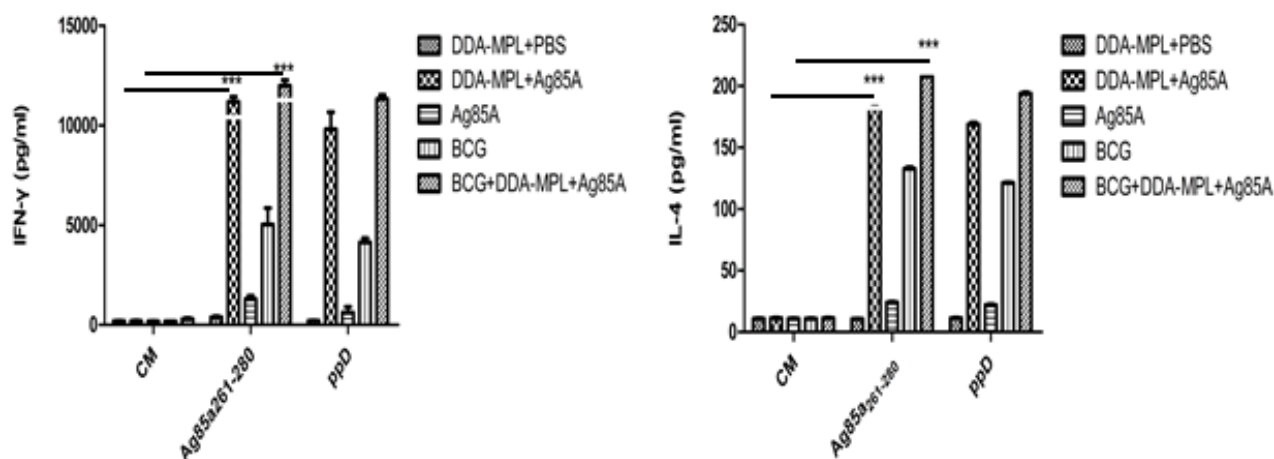 15000
10000
5000
0
IFN-γ (pg/ml)
***
***
CM
Ag85a261-280
ppD
DDA-MPL+PBS
DDA-MPL+Ag85A
Ag85A
BCG
BCG+DDA-MPL+Ag85A
250
200
150
100
50
0
IL-4 (pg/ml)
***
***
CM
Ag85a261-280
ppD
DDA-MPL+PBS
DDA-MPL+Ag85A
Ag85A
BCG
BCG+DDA-MPL+Ag85A